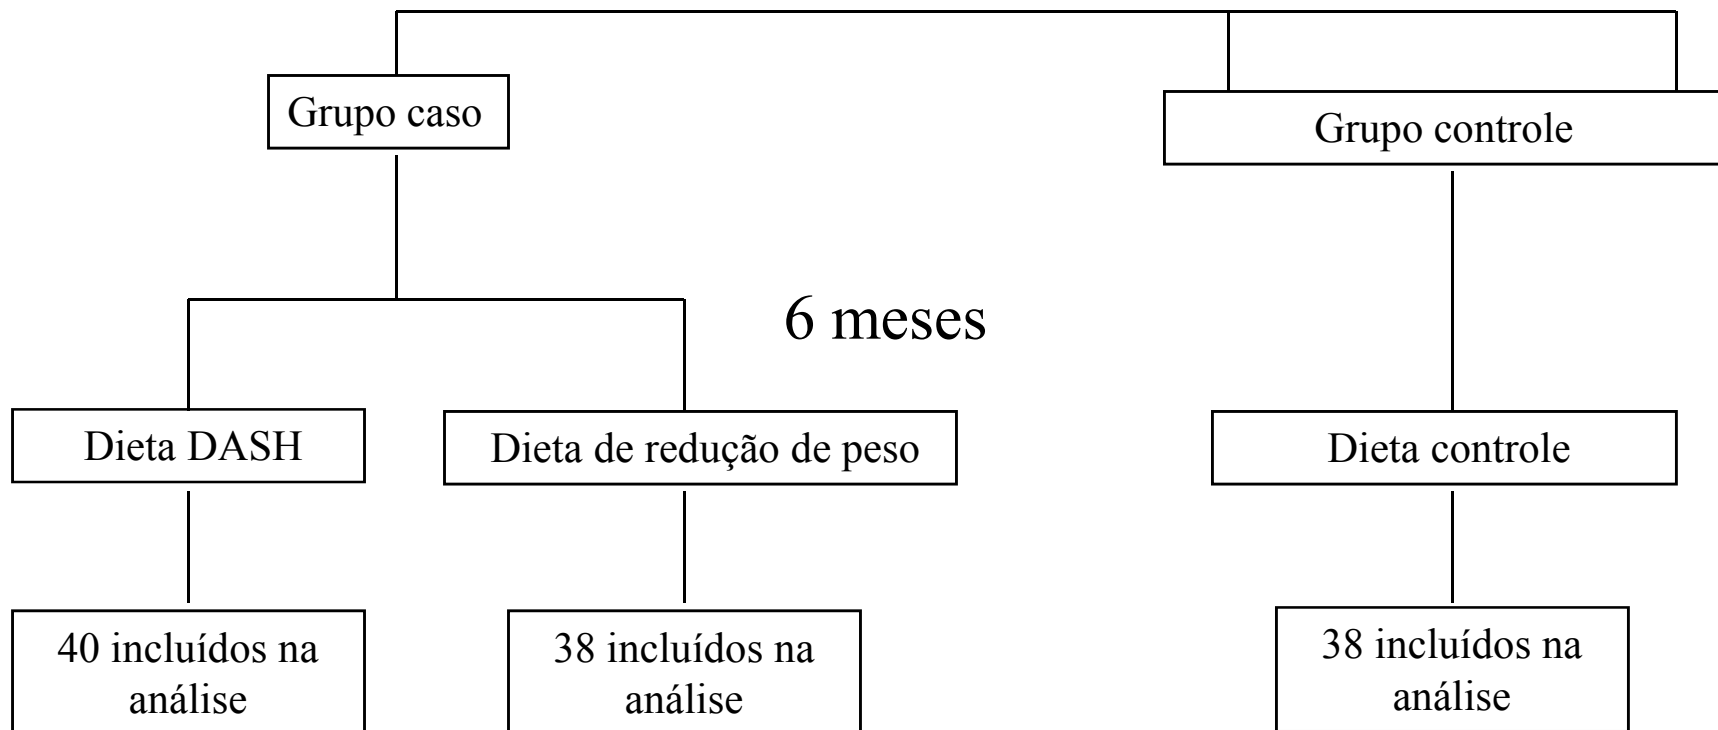 Grupo caso
Grupo controle
6 meses
Dieta DASH
Dieta de redução de peso
Dieta controle
40 incluídos na
análise
38 incluídos na
análise
38 incluídos na
análise